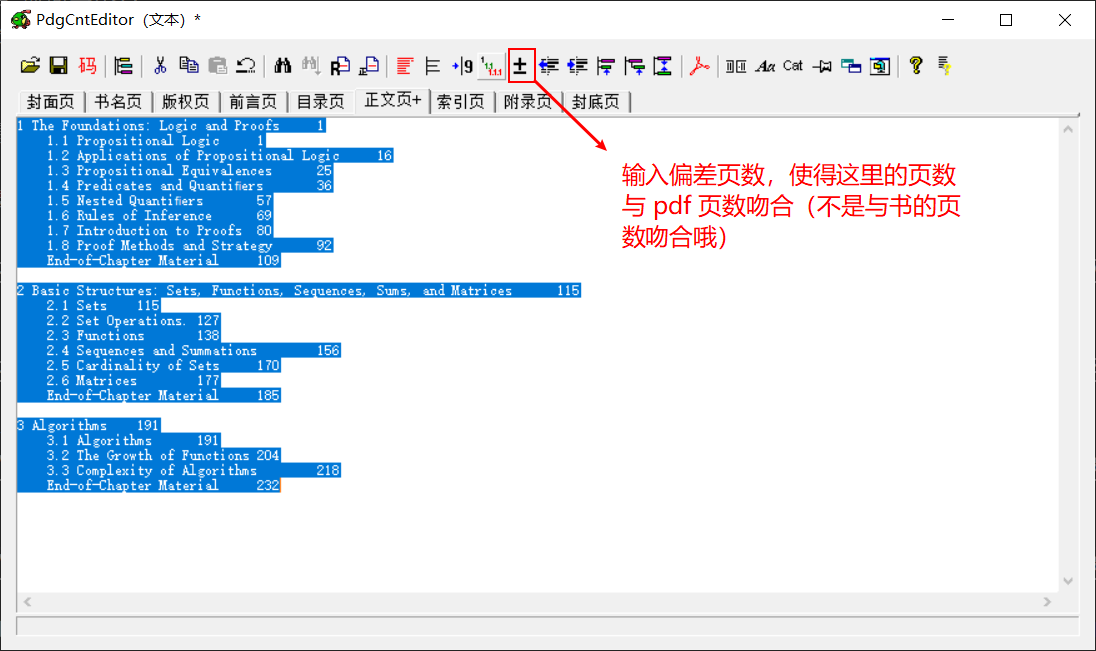 PdgCntEditor（文本）*
码 9 1 1 1.1 ± Aa Cat ?
封面页 书名页 版权页 前言页 目录页 正文页+ 索引页 附录页 封底页
1 The Foundations: Logic and Proofs 1
1.1 Propositional Logic 1
1.2 Applications of Propositional Logic 16
1.3 Propositional Equivalences 25
1.4 Predicates and Quantifiers 36
1.5 Nested Quantifiers 57
1.6 Rules of Inference 69
1.7 Introduction to Proofs 80
1.8 Proof Methods and Strategy 92
End-of-Chapter Material 109
2 Basic Structures: Sets, Functions, Sequences, Sums, and Matrices 115
2.1 Sets 115
2.2 Set Operations. 127
2.3 Functions 138
2.4 Sequences and Summations 156
2.5 Cardinality of Sets 170
2.6 Matrices 177
End-of-Chapter Material 185
3 Algorithms 191
3.1 Algorithms 191
3.2 The Growth of Functions 204
3.3 Complexity of Algorithms 218
End-of-Chapter Material 232
输入偏差页数，使得这里的页数
与 pdf 页数吻合（不是与书的页
数吻合哦）